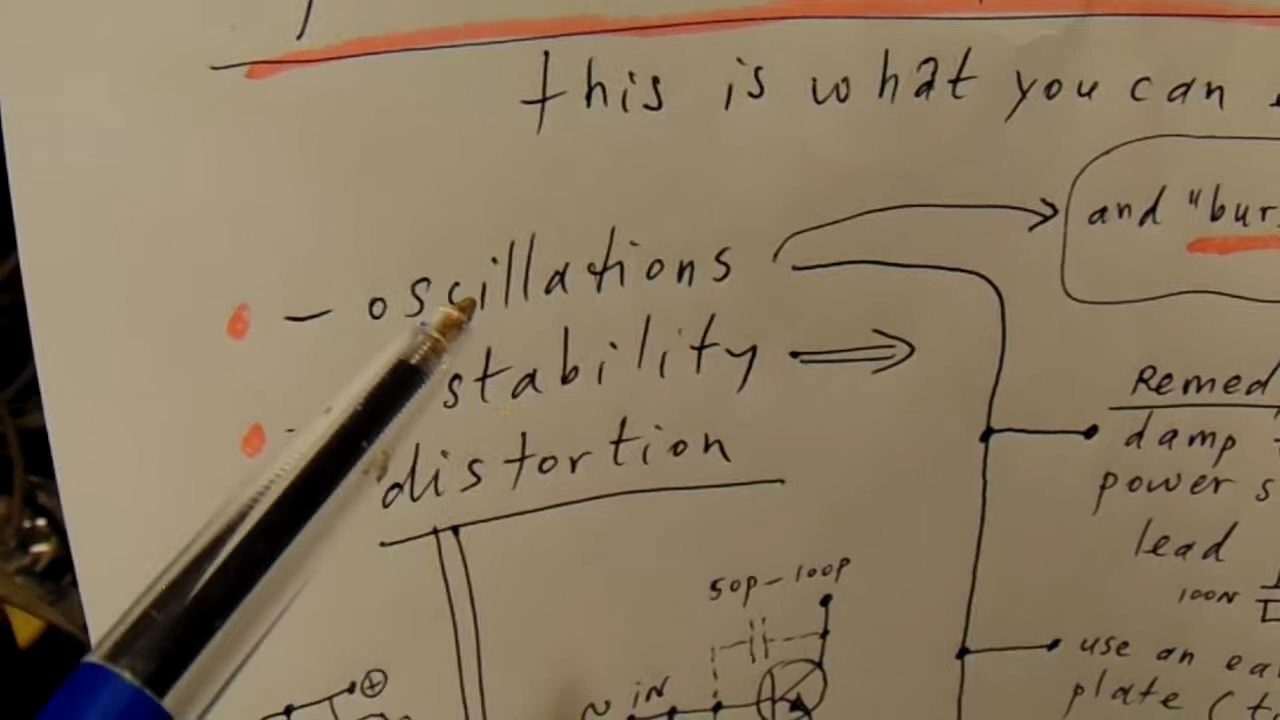 this is what you can
and "bur
- oscillations
stability
- distortion
Remed
damp
power s
lead
100N
50p-100p
~ IN
use an ea
plate (t